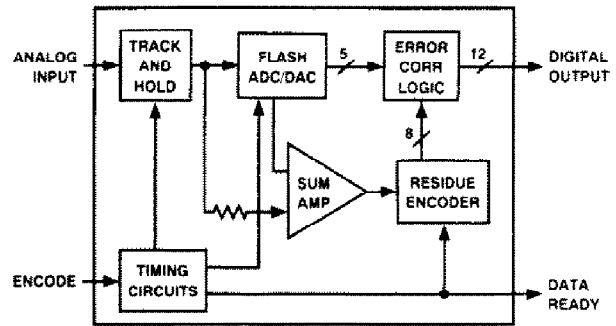 ANALOG
INPUT
TRACK
AND
HOLD
FLASH
ADC/DAC
5
ERROR
CORR
LOGIC
12
DIGITAL
OUTPUT
8
SUM
AMP
RESIDUE
ENCODER
ENCODE
TIMING
CIRCUITS
DATA
READY